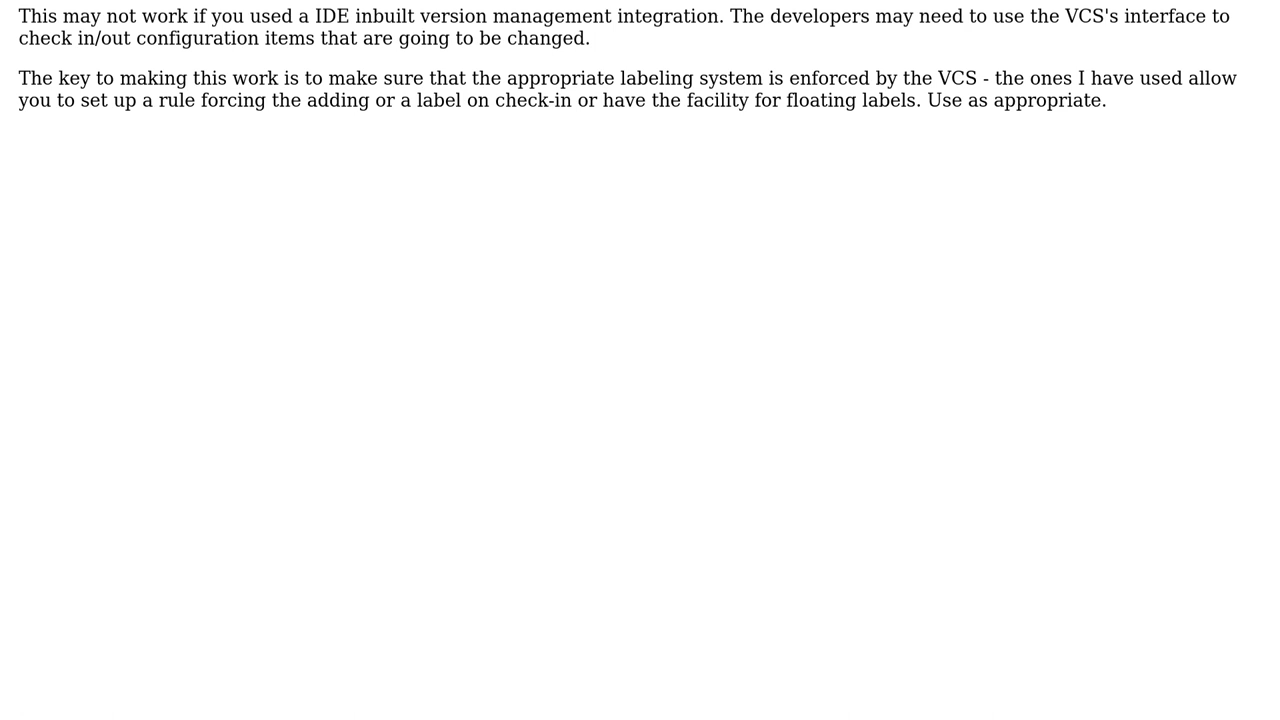 This may not work if you used a IDE inbuilt version management integration. The developers may need to use the VCS's interface to
check in/out configuration items that are going to be changed.
The key to making this work is to make sure that the appropriate labeling system is enforced by the VCS - the ones I have used allow
you to set up a rule forcing the adding or a label on check-in or have the facility for floating labels. Use as appropriate.